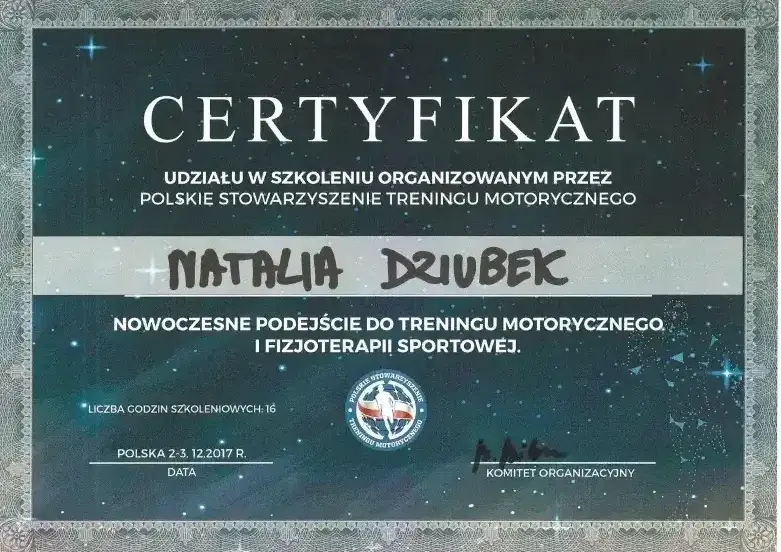 CERTYFIKAT
UDZIAŁU W SZKOLENIU ORGANIZOWANYM PRZEZ
POLSKIE STOWARZYSZENIE TRENINGU MOTORYCZNEGO
NATALIA DZIUBEK
NOWOCZESNE PODEJŚCIE DO TRENINGU MOTORYCZNEGO
I FIZJOTERAPII SPORTOWEJ.
LICZBA GODZIN SZKOLENIOWYCH: 16
POLSKIE STOWARZYSZENIE
TRENINGU MOTORYCZNEGO
POLSKA 2-3. 12.2017 R.
DATA
KOMITET ORGANIZACYJNY